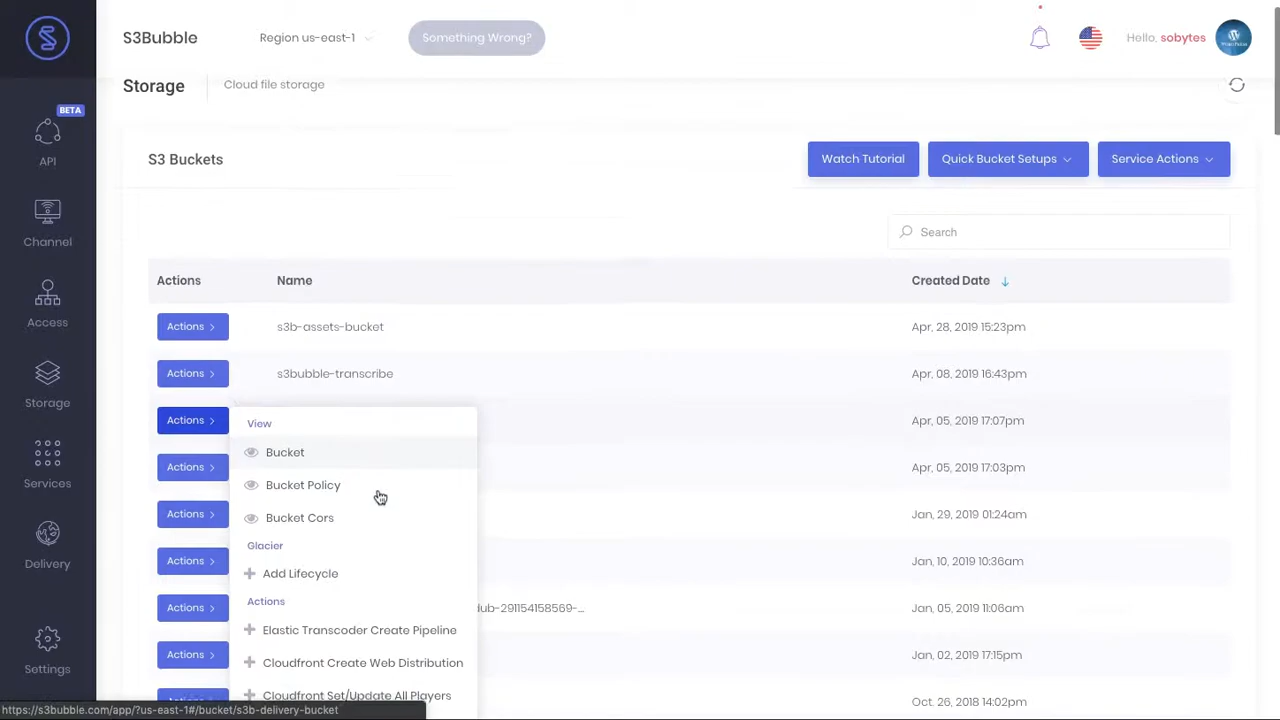 S3Bubble
Region us-east-1
Something Wrong?
Hello, sobytes
Storage
Cloud file storage
BETA
API
Channel
Access
Storage
Services
Delivery
Settings
S3 Buckets
Watch Tutorial
Quick Bucket Setups
Service Actions
Search
Actions Name Created Date
Actions s3b-assets-bucket Apr, 28, 2019 15:23pm
Actions s3bubble-transcribe Apr, 08, 2019 16:43pm
Actions Apr, 05, 2019 17:07pm
Actions Apr, 05, 2019 17:03pm
Actions Jan, 29, 2018 01:24am
Actions Jan, 10, 2019 10:36am
Actions dub-291154158569-... Jan, 05, 2019 11:06am
Actions Jan, 02, 2019 17:15pm
Oct. 26, 2018 14:02pm
View
Bucket
Bucket Policy
Bucket Cors
Glacier
Add Lifecycle
Actions
Elastic Transcoder Create Pipeline
Cloudfront Create Web Distribution
Cloudfront Set/Update All Players
https://s3bubble.com/app/?us-east-1#/bucket/s3b-delivery-bucket